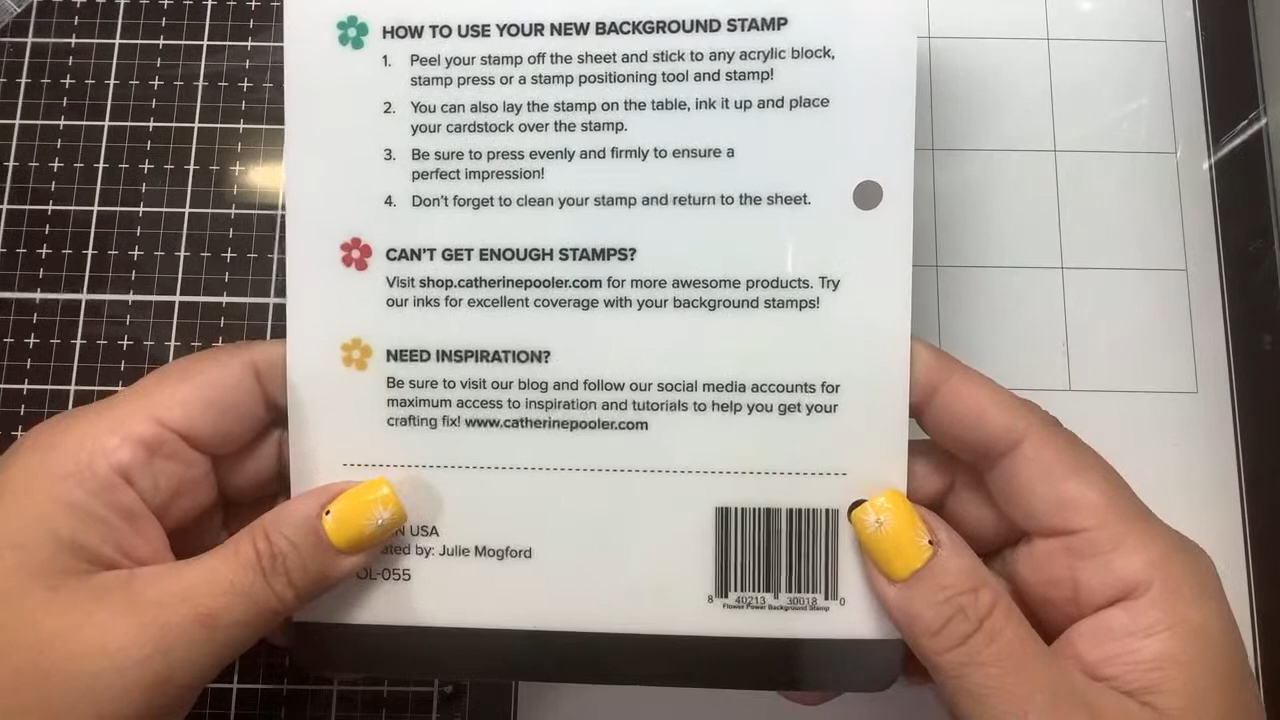 HOW TO USE YOUR NEW BACKGROUND STAMP
1. Peel your stamp off the sheet and stick to any acrylic block,
stamp press or a stamp positioning tool and stamp!
2. You can also lay the stamp on the table, ink it up and place
your cardstock over the stamp.
3. Be sure to press evenly and firmly to ensure a
perfect impression!
4. Don't forget to clean your stamp and return to the sheet.
CAN'T GET ENOUGH STAMPS?
Visit shop.catherinepooler.com for more awesome products. Try
our inks for excellent coverage with your background stamps!
NEED INSPIRATION?
Be sure to visit our blog and follow our social media accounts for
maximum access to inspiration and tutorials to help you get your
crafting fix! www.catherinepooler.com
N USA
ated by: Julie Mogford
OL-055
8 40213 30018 0
Flower Power Background Stamp